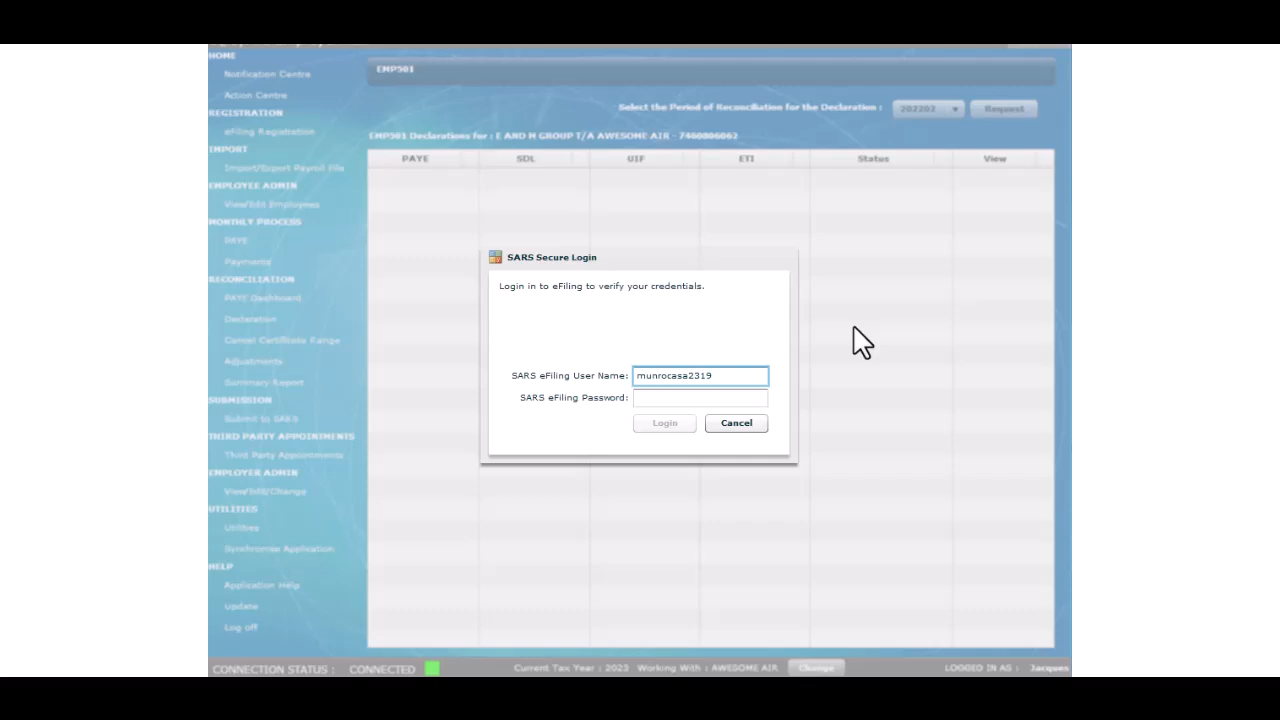 HOME
Notification Centre
Action Centre
REGISTRATION
eFiling Registration
IMPORT
Import/Export Payroll File
EMPLOYEE ADMIN
View/Edit Employees
MONTHLY PROCESS
PAYE
Payments
RECONCILIATION
PAYE Dashboard
Declaration
Cancel Certificate Range
Adjustments
Summary Report
SUBMISSION
Submit to SARS
THIRD PARTY APPOINTMENTS
Third Party Appointments
EMPLOYER ADMIN
View/Edit/Change
UTILITIES
Utilities
Synchronise Application
HELP
Application Help
Update
Log off
EMP501
Select the Period of Reconciliation for the Declaration : 202202 Request
EMP501 Declarations for : E AND M GROUP T/A AWESOME AIR -
PAYE SDL UIF ETI Status View
SARS Secure Login
Login in to eFiling to verify your credentials.
SARS eFiling User Name: munrocasa2319
SARS eFiling Password:
Login Cancel
CONNECTION STATUS : CONNECTED Current Tax Year : 2023 Working With : AWESOME AIR Change LOGGED IN AS : Jacques